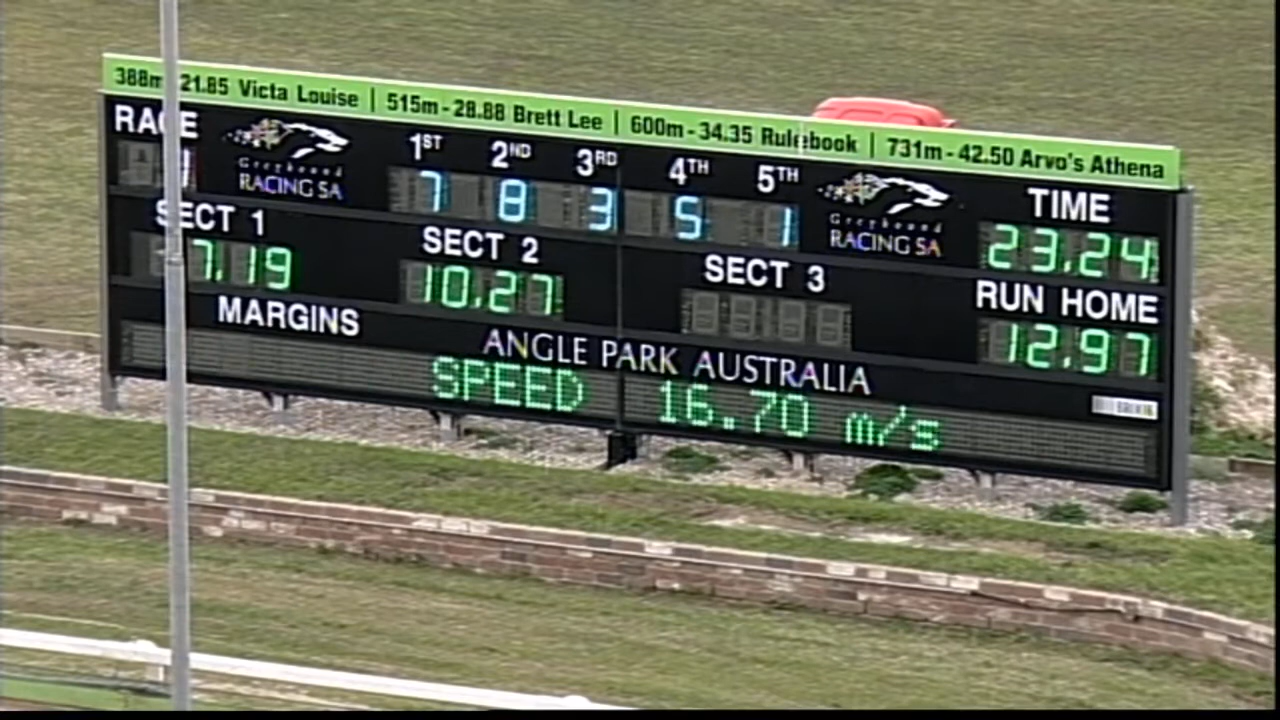 388m 21.85 Victa Louise | 515m - 28.88 Brett Lee | 600m - 34.35 Rulebook | 731m - 42.50 Arvo's Athena
RACE
Greyhound
RACING SA
1ST 2ND 3RD 4TH 5TH
7 8 3 5 1
Greyhound
RACING SA
TIME
23.24
SECT 1
7.19
SECT 2
10.27
SECT 3
RUN HOME
12.97
MARGINS
ANGLE PARK AUSTRALIA
SPEED 16.70 m/s